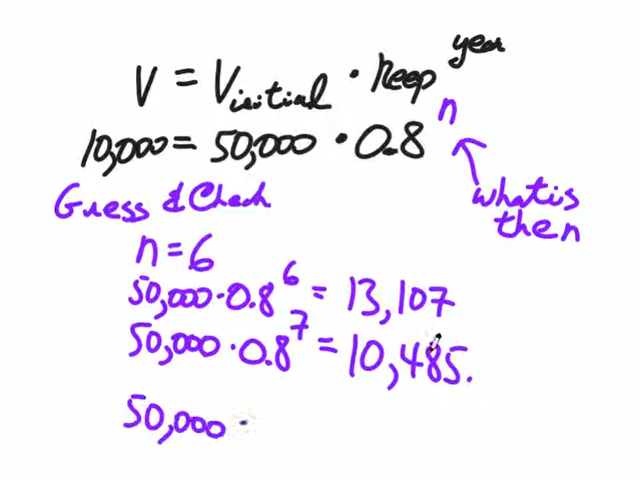 V = Vinitial · Keep year
10,000 = 50,000 · 0.8 n
Guess & Check
what is
the n
n = 6
50,000 · 0.8 6 = 13,107
50,000 · 0.8 7 = 10,485.
50,000 ·